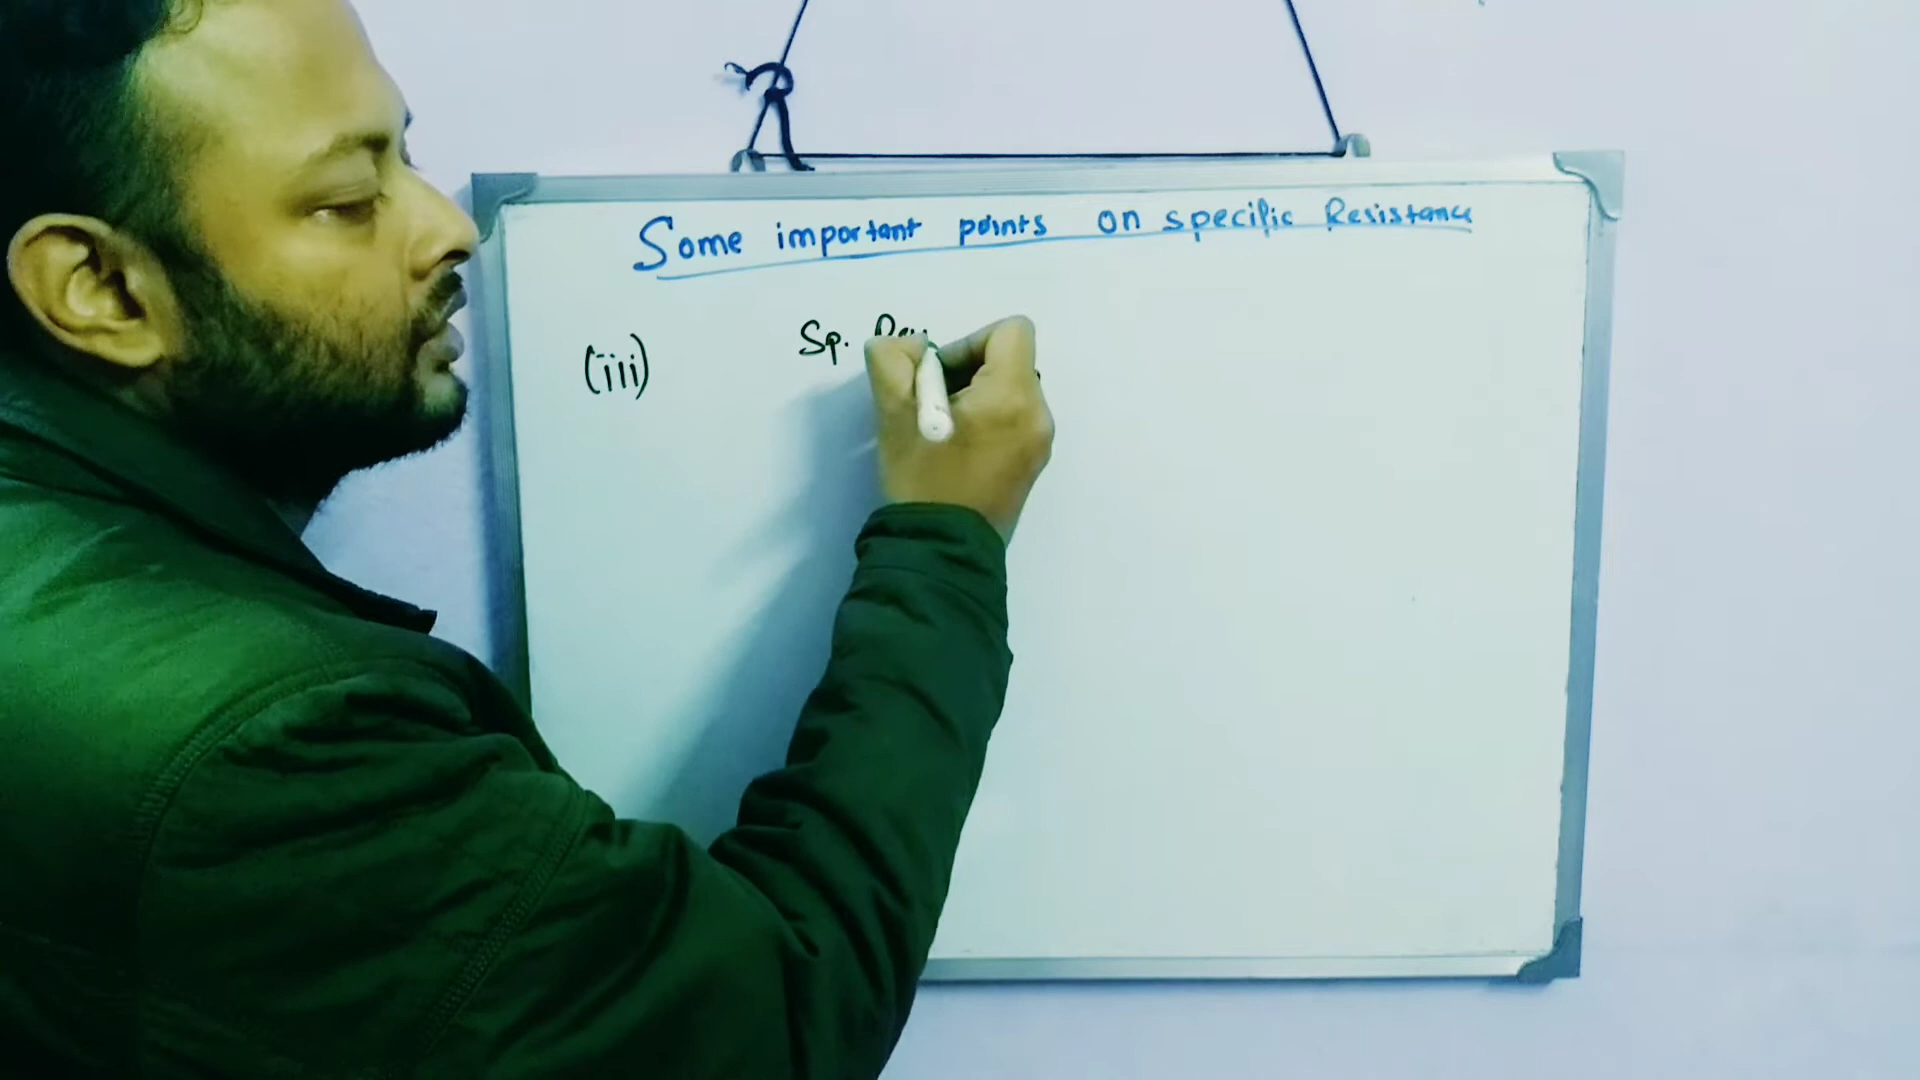 Some important points on specific Resistance
(iii) Sp.